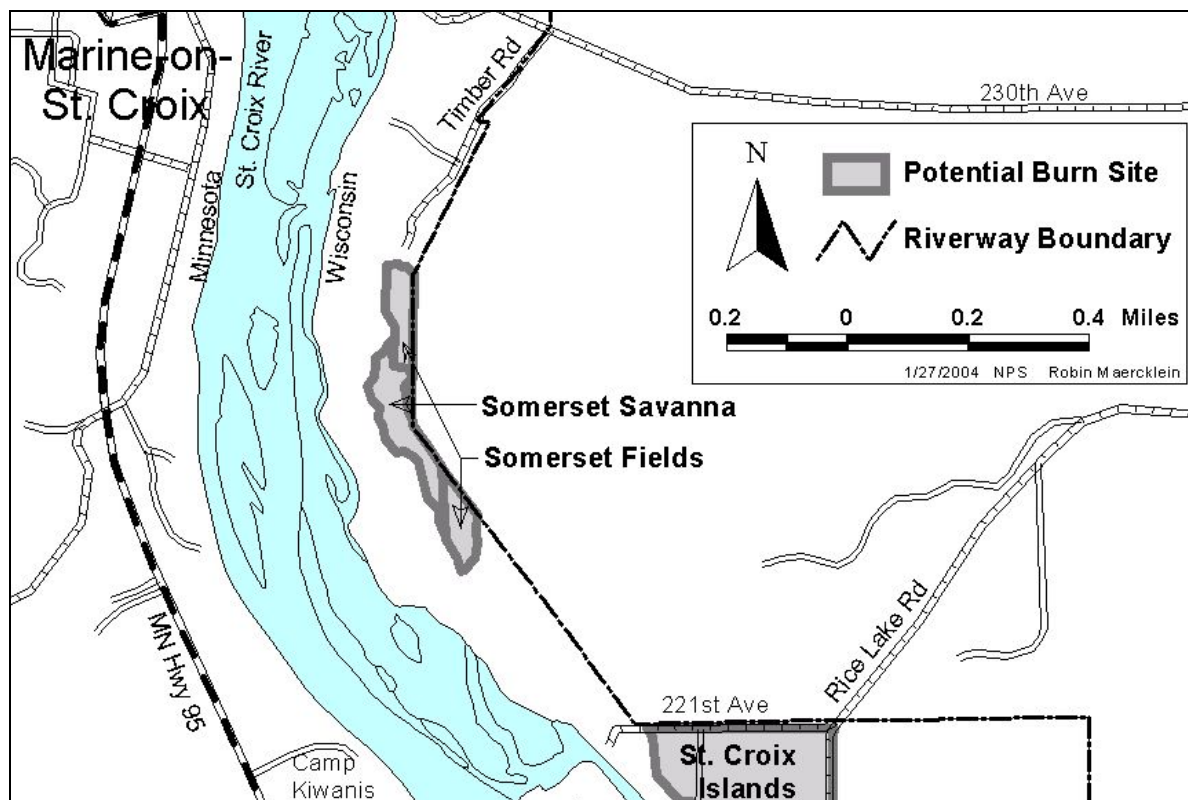 Marine-on-
St. Croix
St. Croix River
Minnesota
Wisconsin
Timber Rd
230th Ave
N
Potential Burn Site
Riverway Boundary
0.2 0 0.2 0.4 Miles
1/27/2004 NPS Robin Maercklein
Somerset Savanna
Somerset Fields
MN Hwy 95
Rice Lake Rd
221st Ave
St. Croix
Islands
Camp
Kiwanis